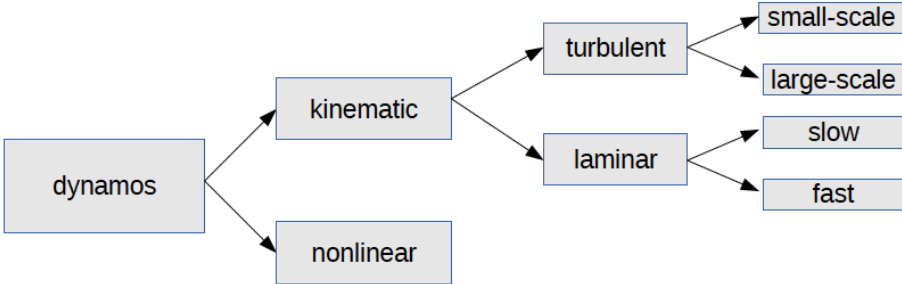 dynamos
kinematic
nonlinear
turbulent
laminar
small-scale
large-scale
slow
fast